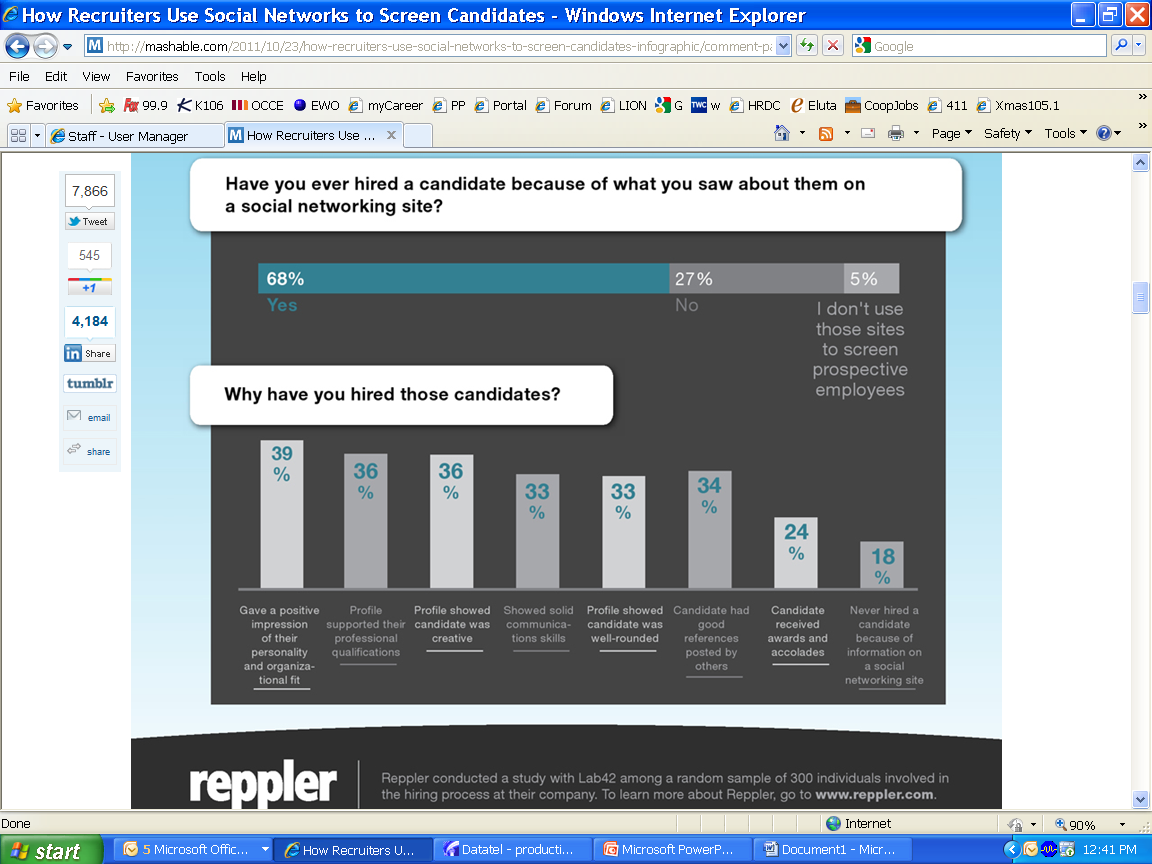 How Recruiters Use Social Networks to Screen Candidates - Windows Internet Explorer
http://mashable.com/2011/10/23/how-recruiters-use-social-networks-to-screen-candidates-infographic/comment-pa
Google
File Edit View Favorites Tools Help
Favorites 99.9 K106 OCCE EWO myCareer PP Portal Forum LION G TWC w HRDC Eluta CoopJobs 411 Xmas105.1
Staff - User Manager
How Recruiters Use ...
Page Safety Tools
7,866
Tweet
545
+1
4,184
in Share
tumblr
email
share
Have you ever hired a candidate because of what you saw about them on
a social networking site?
68% 27% 5%
Yes No I don't use
those sites
to screen
prospective
employees
Why have you hired those candidates?
39
%
36
%
36
%
33
%
33
%
34
%
24
%
18
%
Gave a positive
impression
of their
personality
and organiza-
tional fit
Profile
supported their
professional
qualifications
Profile showed
candidate was
creative
Showed solid
communica-
tions skills
Profile showed
candidate was
well-rounded
Candidate had
good
references
posted by
others
Candidate
received
awards and
accolades
Never hired a
candidate
because of
information on
a social
networking site
reppler
Reppler conducted a study with Lab42 among a random sample of 300 individuals involved in
the hiring process at their company. To learn more about Reppler, go to www.reppler.com.
Done Internet 90%
start 5 Microsoft Offic... How Recruiters U... Datatel - producti... Microsoft PowerP... Document1 - Micr... 12:41 PM